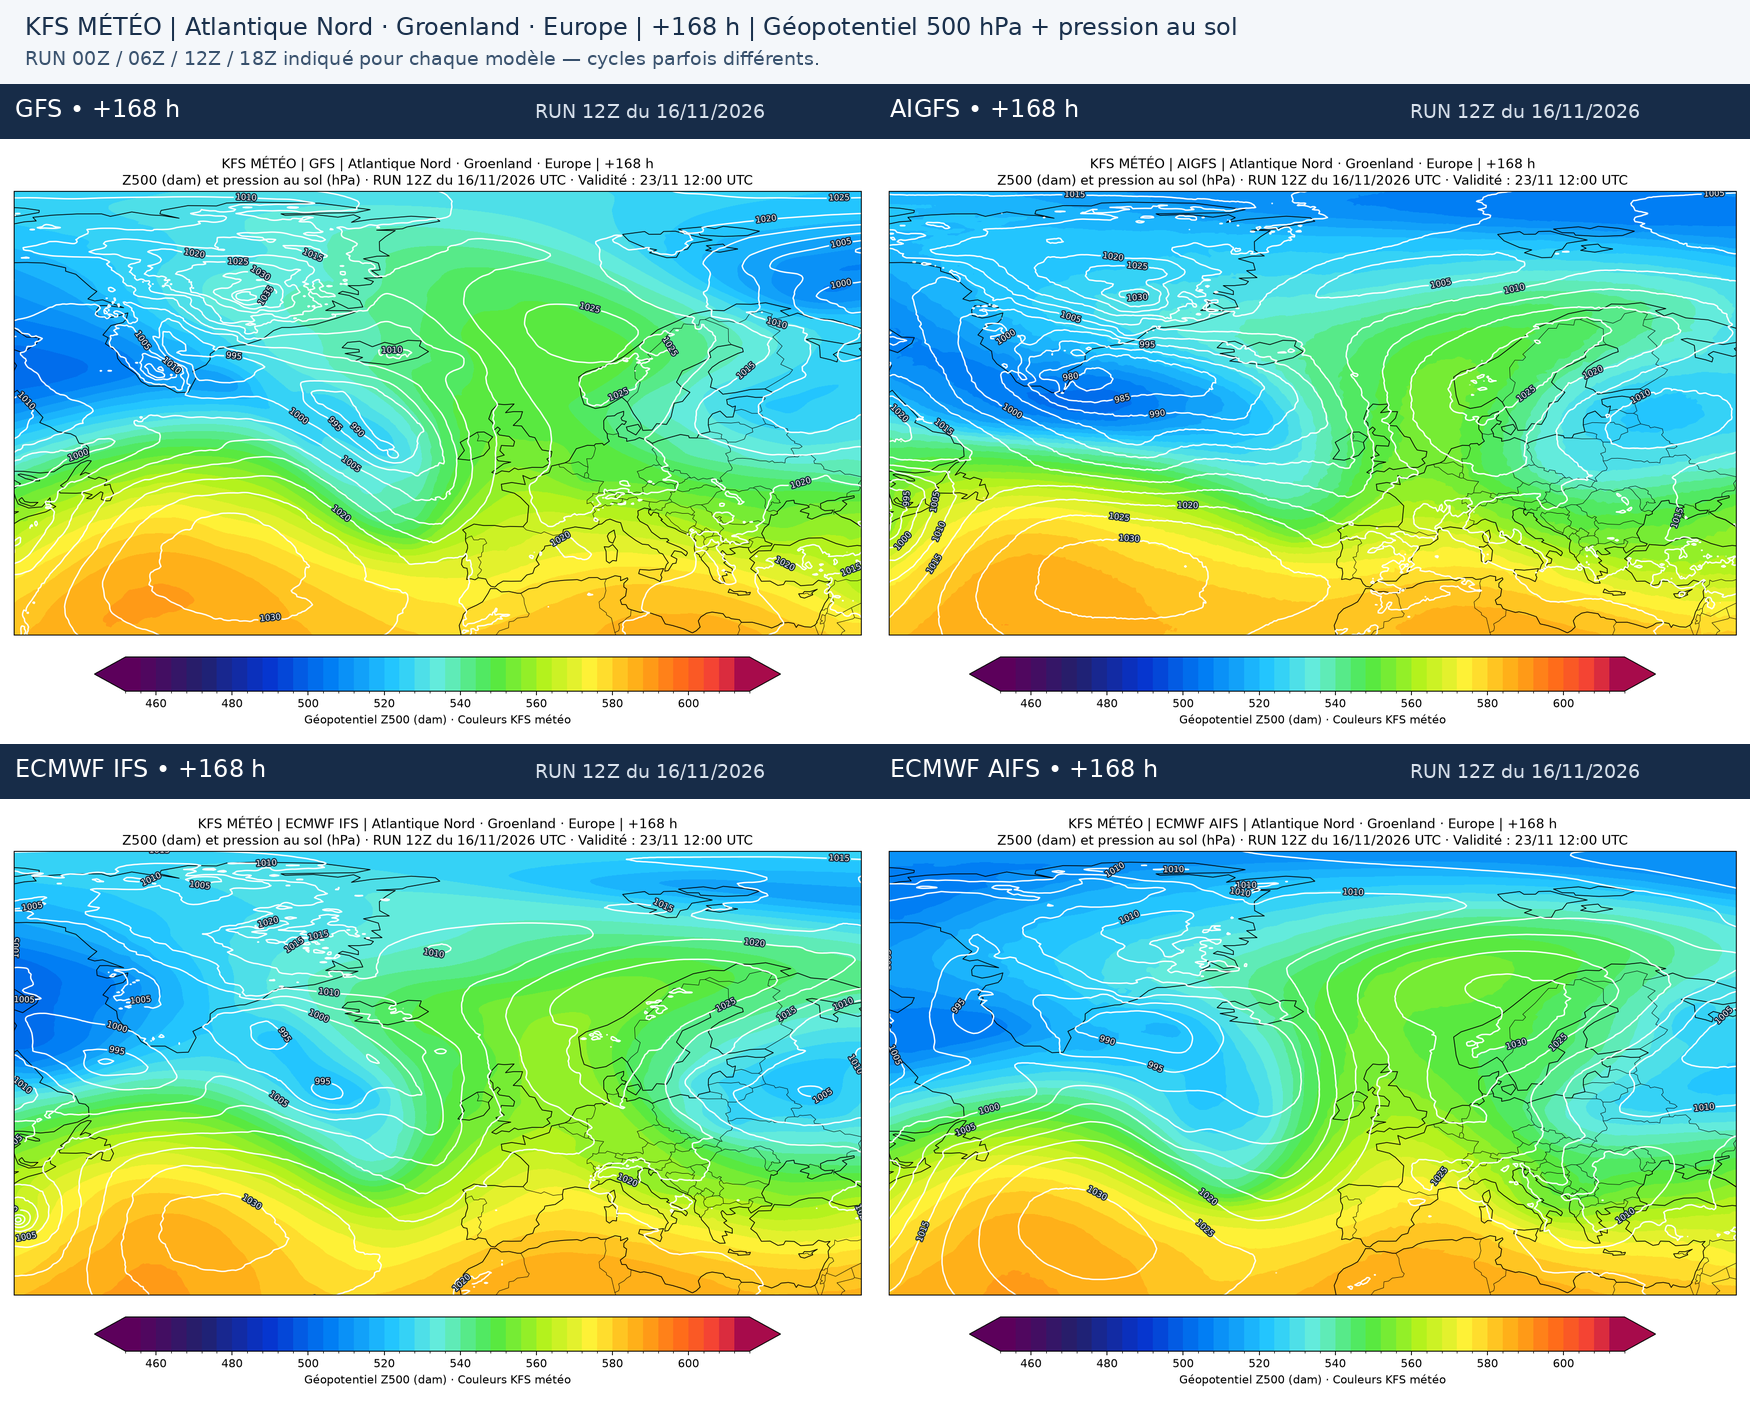 KFS MÉTÉO | Atlantique Nord · Groenland · Europe | +168 h | Géopotentiel 500 hPa + pression au sol
RUN 00Z / 06Z / 12Z / 18Z indiqué pour chaque modèle — cycles parfois différents.
GFS • +168 h RUN 12Z du 16/11/2026
KFS MÉTÉO | GFS | Atlantique Nord · Groenland · Europe | +168 h
Z500 (dam) et pression au sol (hPa) · RUN 12Z du 16/11/2026 UTC · Validité : 23/11 12:00 UTC
460 480 500 520 540 560 580 600
Géopotentiel Z500 (dam) · Couleurs KFS météo
AIGFS • +168 h RUN 12Z du 16/11/2026
KFS MÉTÉO | AIGFS | Atlantique Nord · Groenland · Europe | +168 h
Z500 (dam) et pression au sol (hPa) · RUN 12Z du 16/11/2026 UTC · Validité : 23/11 12:00 UTC
460 480 500 520 540 560 580 600
Géopotentiel Z500 (dam) · Couleurs KFS météo
ECMWF IFS • +168 h RUN 12Z du 16/11/2026
KFS MÉTÉO | ECMWF IFS | Atlantique Nord · Groenland · Europe | +168 h
Z500 (dam) et pression au sol (hPa) · RUN 12Z du 16/11/2026 UTC · Validité : 23/11 12:00 UTC
460 480 500 520 540 560 580 600
Géopotentiel Z500 (dam) · Couleurs KFS météo
ECMWF AIFS • +168 h RUN 12Z du 16/11/2026
KFS MÉTÉO | ECMWF AIFS | Atlantique Nord · Groenland · Europe | +168 h
Z500 (dam) et pression au sol (hPa) · RUN 12Z du 16/11/2026 UTC · Validité : 23/11 12:00 UTC
460 480 500 520 540 560 580 600
Géopotentiel Z500 (dam) · Couleurs KFS météo